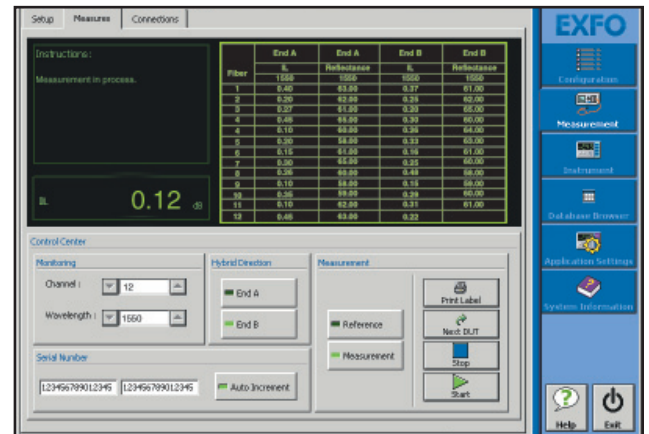 Setup Measures Connections
EXFO
Instructions:
Measurement in process.
End A End A End B End B
Fiber IL Reflectance IL Reflectance
1550 1550 1550 1550
1 0.40 63.00 0.37 61.00
2 0.20 62.00 0.25 62.00
3 0.27 61.00 0.20 65.00
4 0.45 65.00 0.30 60.00
4 0.10 60.00 0.36 64.00
5 0.20 58.00 0.33 63.00
6 0.15 61.00 0.16 61.00
7 0.30 65.00 0.25 60.00
8 0.26 60.00 0.48 58.00
9 0.10 58.00 0.15 58.00
10 0.35 59.00 0.29 60.00
11 0.10 62.00 0.31 61.00
12 0.45 63.00 0.22
IL 0.12 dB
Configuration
Measurement
Instrument
Database Browser
Application Settings
System Information
Control Center
Monitoring
Channel : 12
Wavelength : 1550
Hybrid Direction
End A
End B
Measurement
Reference
Measurement
Print Label
Next DUT
Stop
Start
Serial Number
123456789012345 123456789012345
Auto Increment
Help Exit